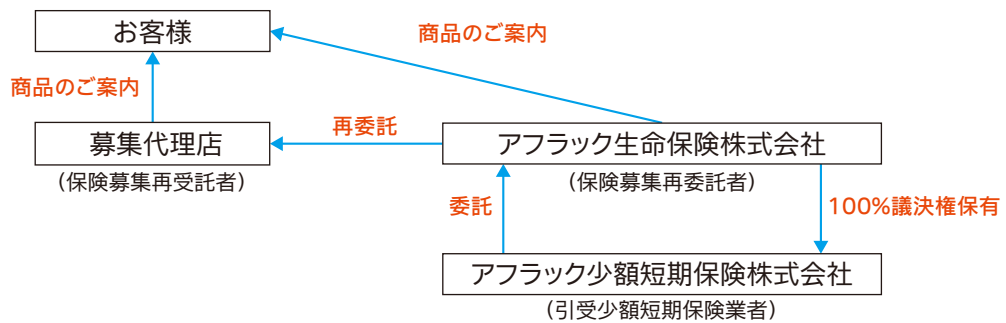 お客様
商品のご案内
商品のご案内
募集代理店
(保険募集再受託者)
再委託
アフラック生命保険株式会社
(保険募集再委託者)
委託
100%議決権保有
アフラック少額短期保険株式会社
(引受少額短期保険業者)